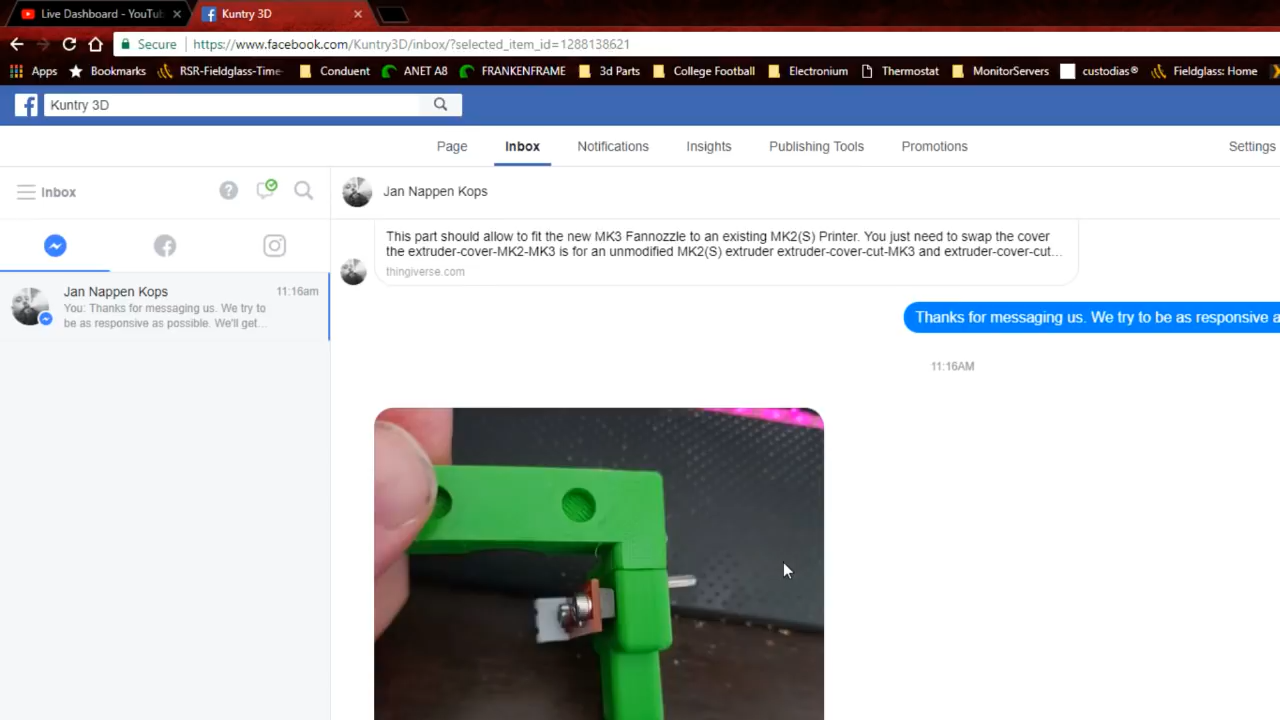 Live Dashboard - YouTub
Kuntry 3D
Secure
https://www.facebook.com/Kuntry3D/inbox/?selected_item_id=1288138621
Apps
Bookmarks
RSR-Fieldglass-Time-
Conduent
ANET A8
FRANKENFRAME
3d Parts
College Football
Electronium
Thermostat
MonitorServers
custodias®
Fieldglass: Home
Kuntry 3D
Page
Inbox
Notifications
Insights
Publishing Tools
Promotions
Settings
Inbox
Jan Nappen Kops
This part should allow to fit the new MK3 Fannozzle to an existing MK2(S) Printer. You just need to swap the cover
the extruder-cover-MK2-MK3 is for an unmodified MK2(S) extruder extruder-cover-cut-MK3 and extruder-cover-cut...
thingiverse.com
Jan Nappen Kops
11:16am
You: Thanks for messaging us. We try to
be as responsive as possible. We'll get...
Thanks for messaging us. We try to be as responsive a
11:16AM